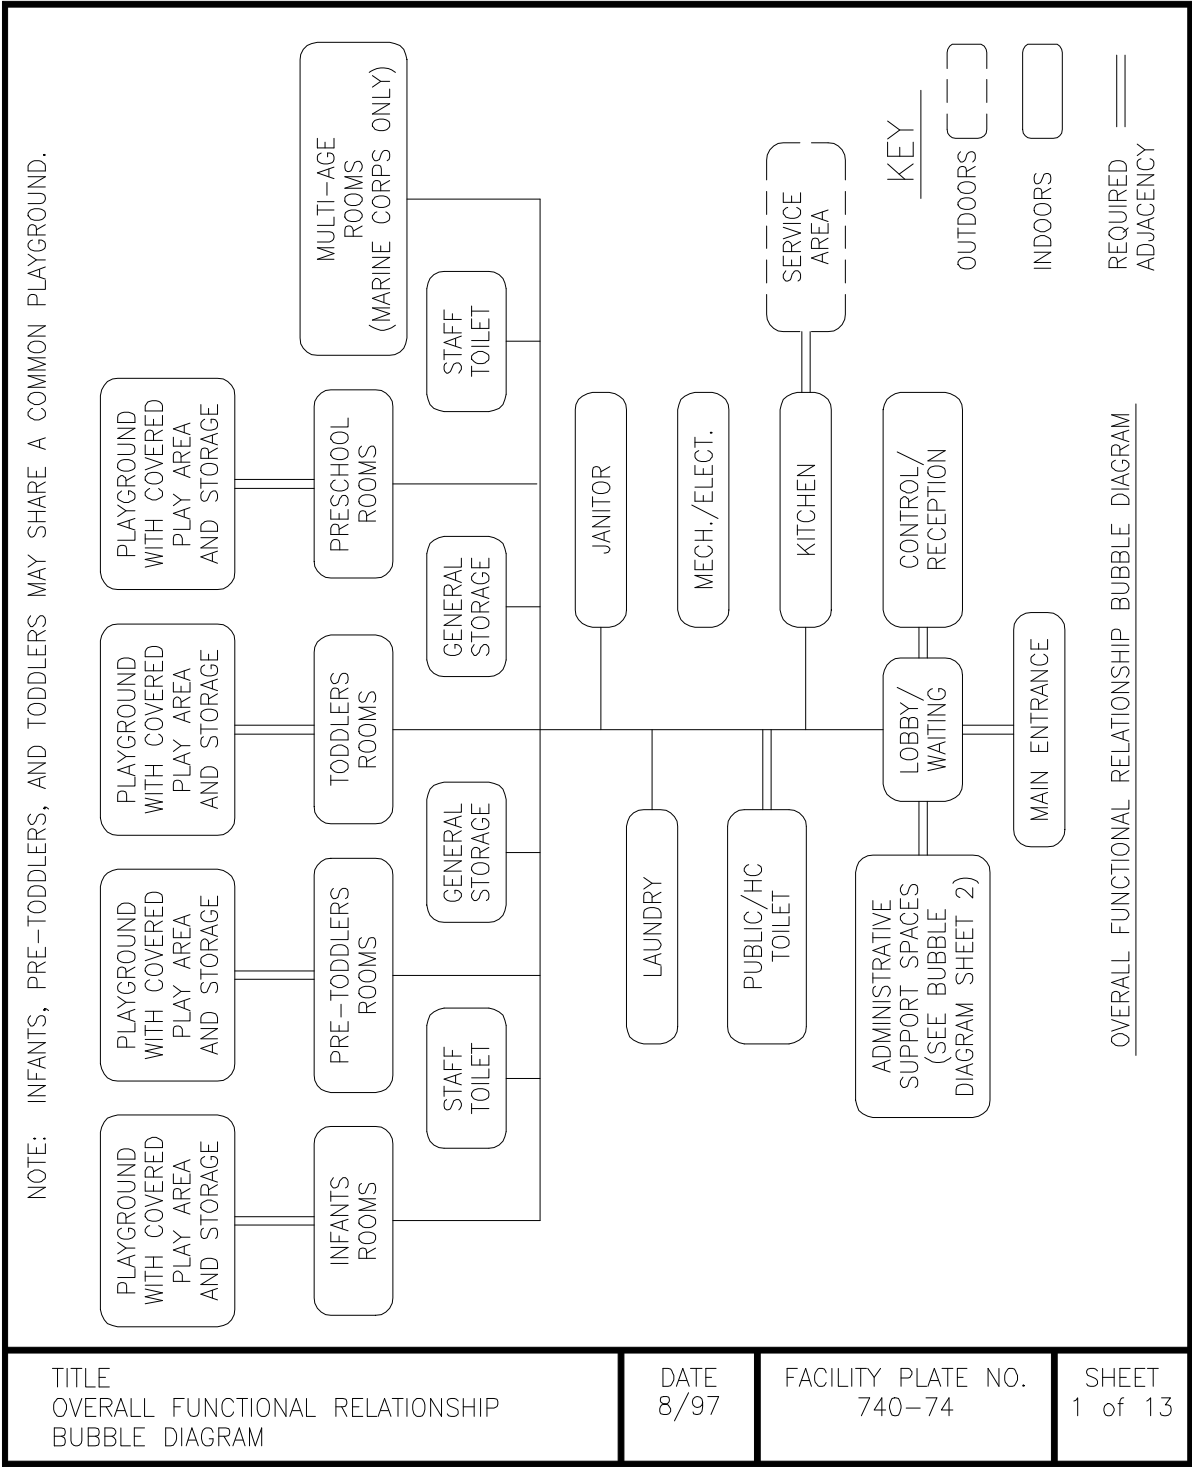 NOTE: INFANTS, PRE-TODDLERS, AND TODDLERS MAY SHARE A COMMON PLAYGROUND.
PLAYGROUND
WITH COVERED
PLAY AREA
AND STORAGE
PLAYGROUND
WITH COVERED
PLAY AREA
AND STORAGE
PLAYGROUND
WITH COVERED
PLAY AREA
AND STORAGE
PLAYGROUND
WITH COVERED
PLAY AREA
AND STORAGE
INFANTS
ROOMS
PRE-TODDLERS
ROOMS
TODDLERS
ROOMS
PRESCHOOL
ROOMS
MULTI-AGE
ROOMS
(MARINE CORPS ONLY)
STAFF
TOILET
GENERAL
STORAGE
GENERAL
STORAGE
STAFF
TOILET
JANITOR
LAUNDRY
MECH./ELECT.
PUBLIC/HC
TOILET
KITCHEN
SERVICE
AREA
ADMINISTRATIVE
SUPPORT SPACES
(SEE BUBBLE
DIAGRAM SHEET 2)
LOBBY/
WAITING
CONTROL/
RECEPTION
MAIN ENTRANCE
KEY
OUTDOORS
INDOORS
REQUIRED
ADJACENCY
OVERALL FUNCTIONAL RELATIONSHIP BUBBLE DIAGRAM
TITLE
OVERALL FUNCTIONAL RELATIONSHIP
BUBBLE DIAGRAM
DATE
8/97
FACILITY PLATE NO.
740-74
SHEET
1 of 13